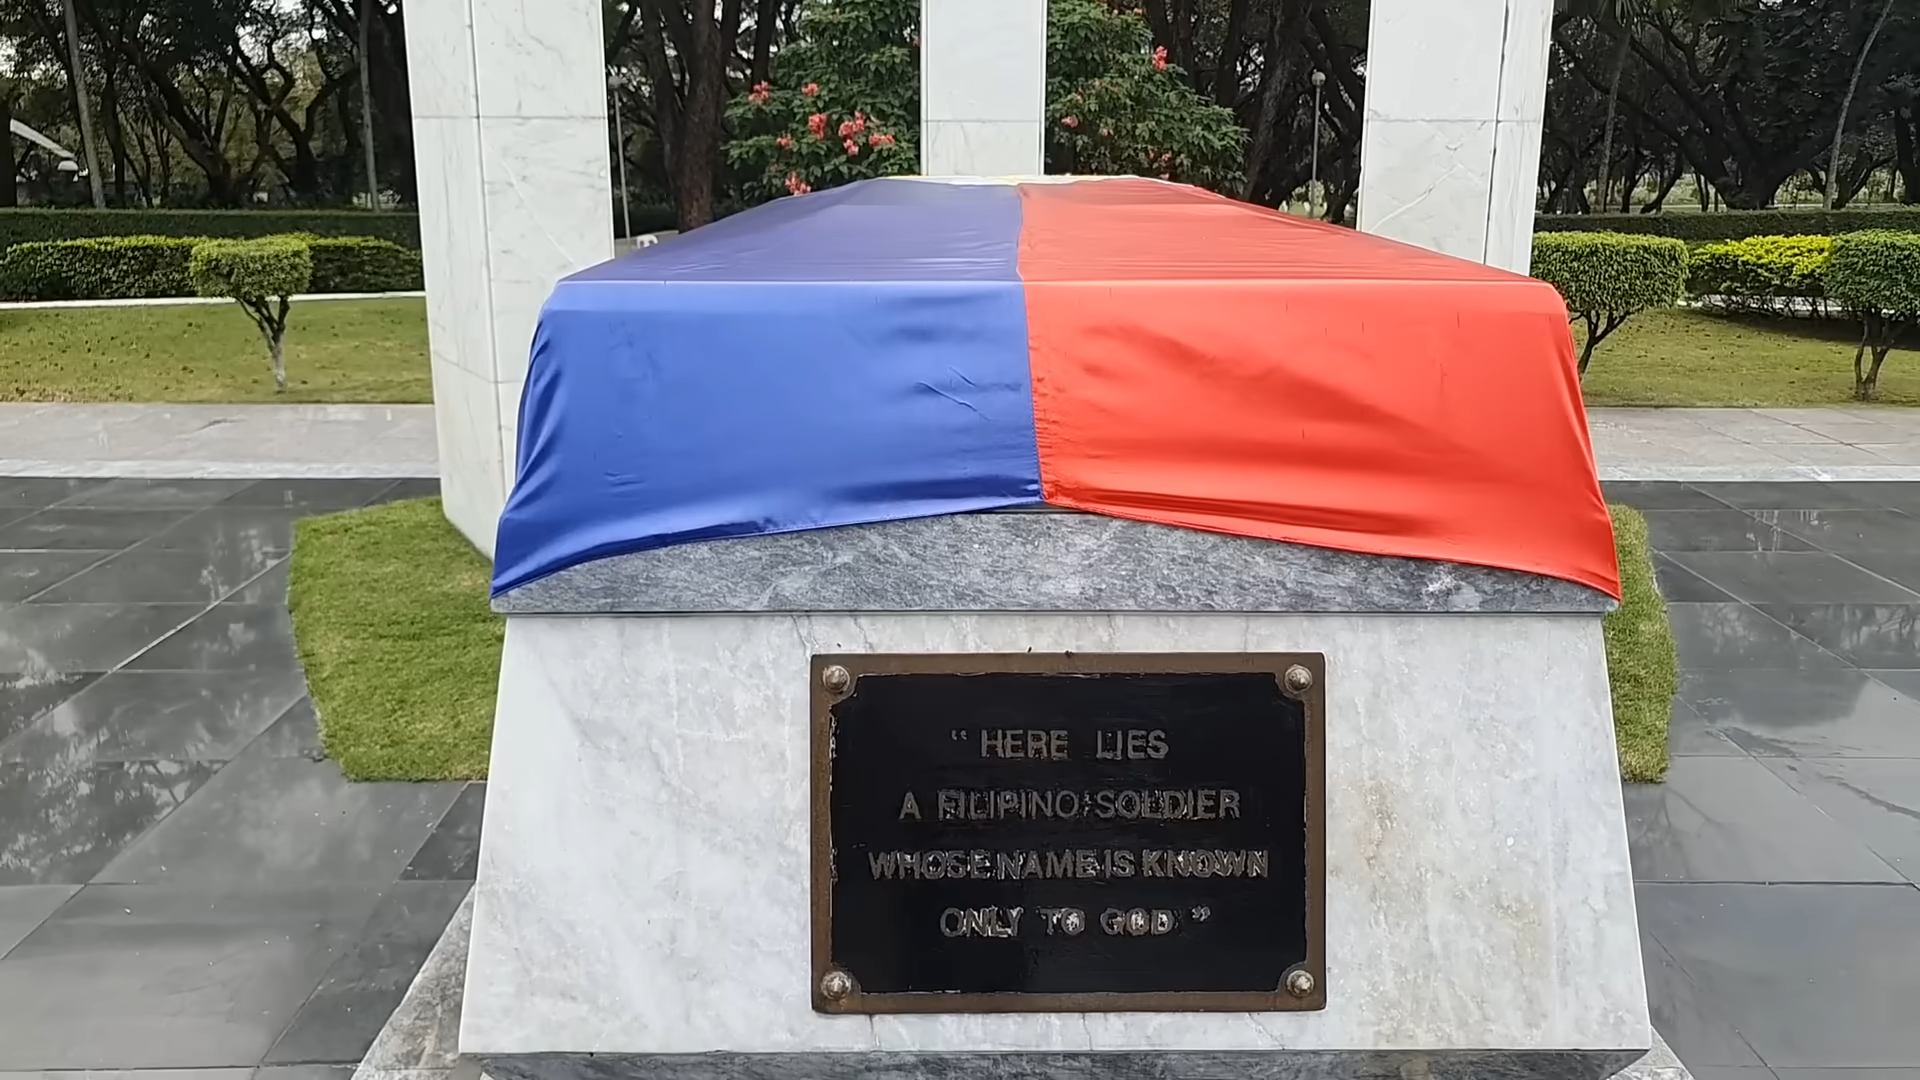 “ HERE LIES
A FILIPINO SOLDIER
WHOSE NAME IS KNOWN
ONLY TO GOD ”